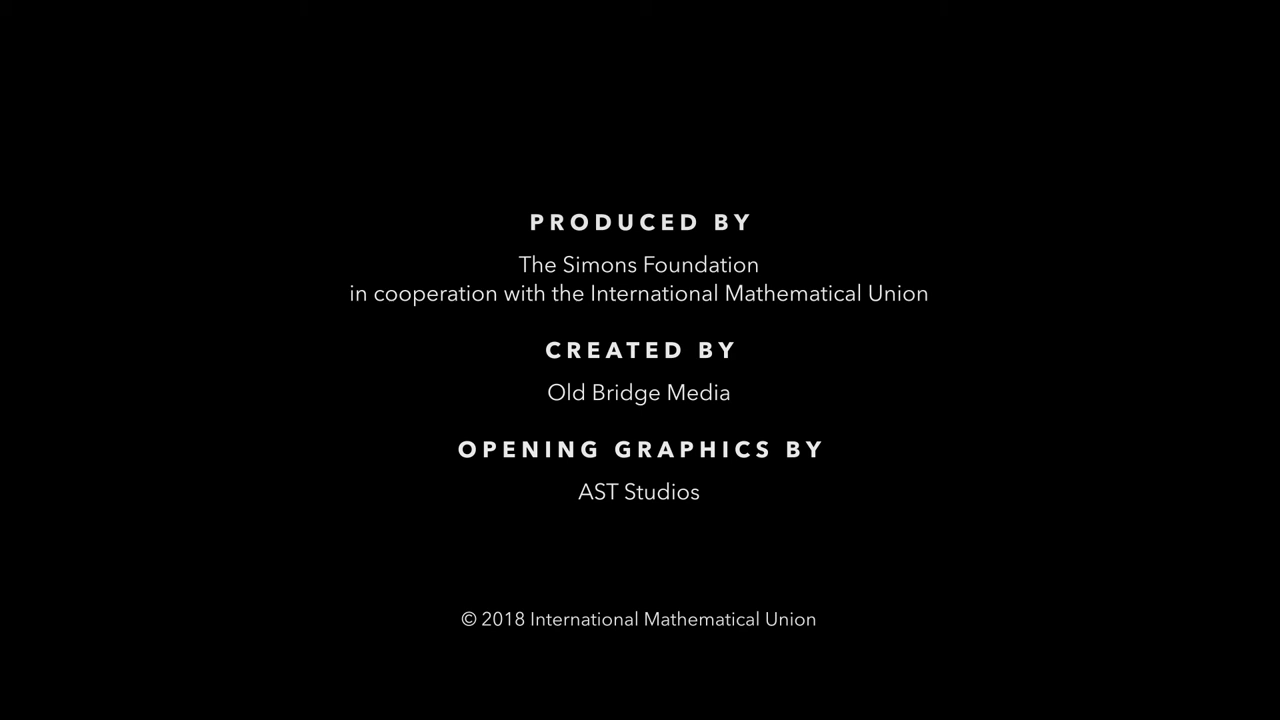 PRODUCED BY
The Simons Foundation
in cooperation with the International Mathematical Union
CREATED BY
Old Bridge Media
OPENING GRAPHICS BY
AST Studios
© 2018 International Mathematical Union